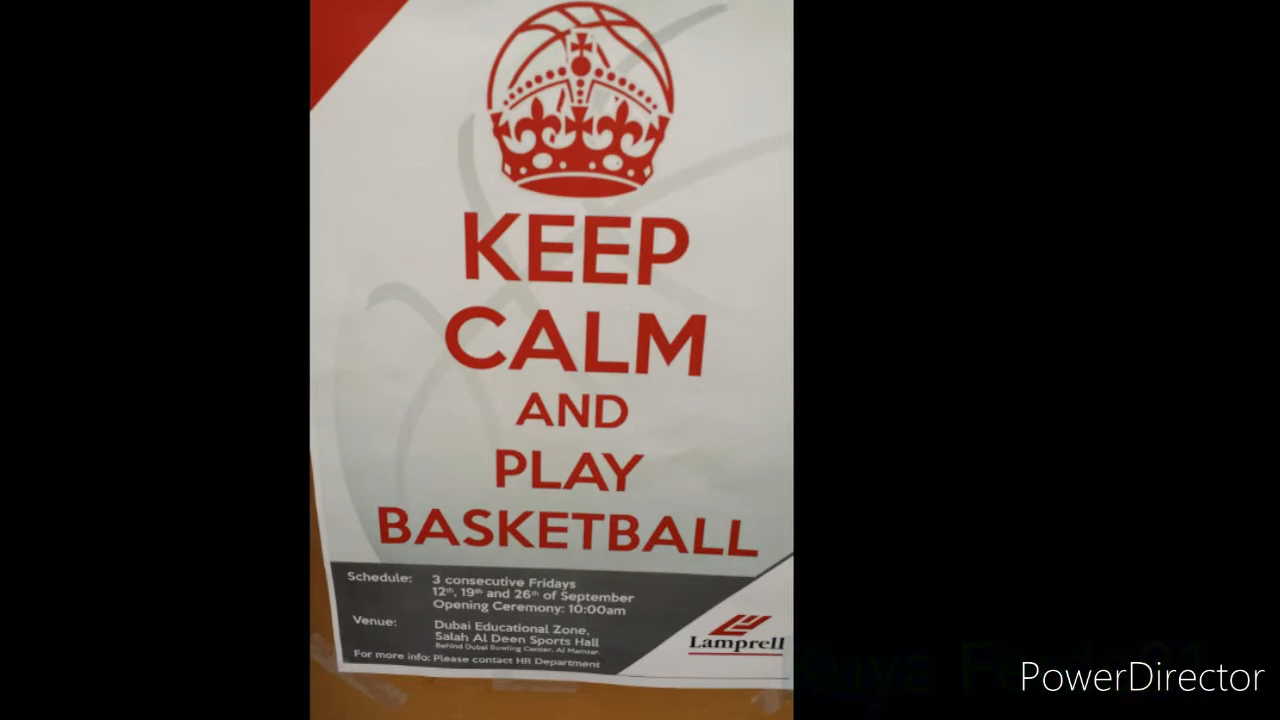 KEEP
CALM
AND
PLAY
BASKETBALL
Schedule: 3 consecutive Fridays
12th, 19th and 26th of September
Opening Ceremony: 10:00am
Venue: Dubai Educational Zone,
Salah Al Deen Sports Hall
Behind Dubai Bowling Center, Al Mamzar.
For more info: Please contact HR Department
Lamprell
Kuya
PowerDirector